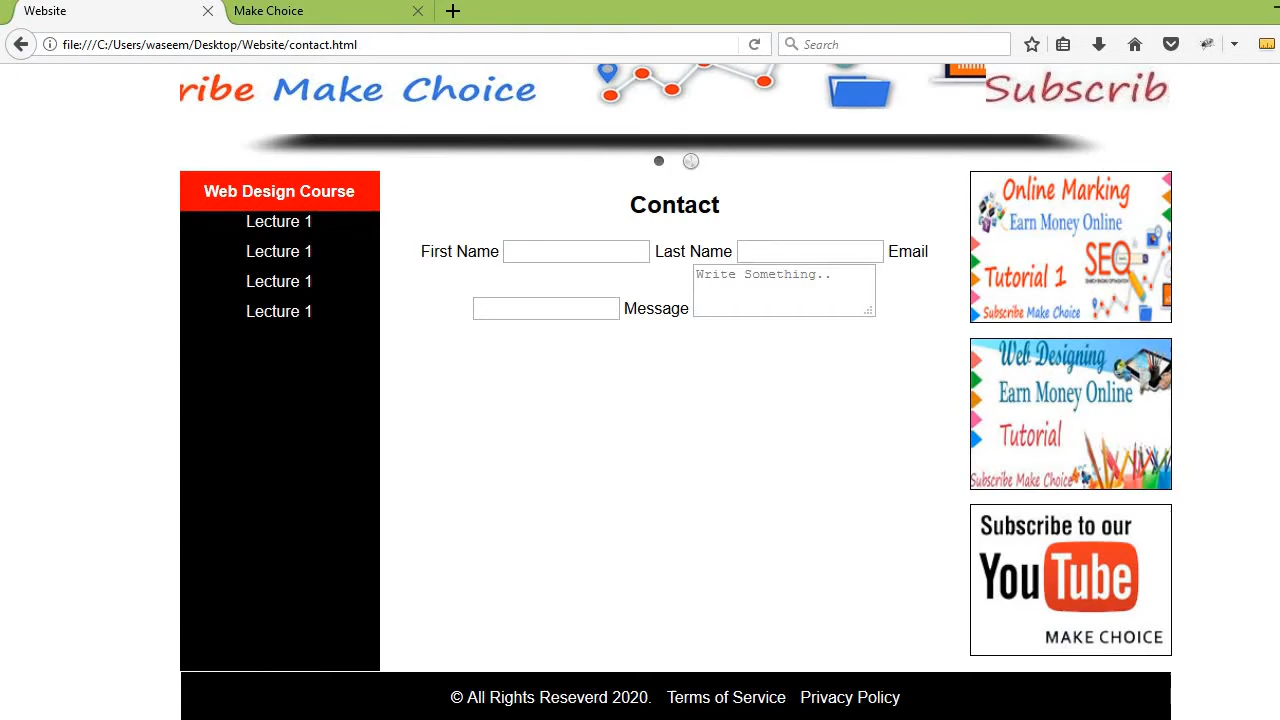 Website
Make Choice
file:///C:/Users/waseem/Desktop/Website/contact.html
Search
ribe Make Choice
Subscrib
Web Design Course
Lecture 1
Lecture 1
Lecture 1
Lecture 1
Contact
First Name
Last Name
Email
Write Something..
Message
Online Marking
Earn Money Online
SEO
Tutorial 1
Subscribe Make Choice
Web Designing
Earn Money Online
Tutorial
Subscribe Make Choice
Subscribe to our
YouTube
MAKE CHOICE
© All Rights Reseverd 2020. Terms of Service Privacy Policy